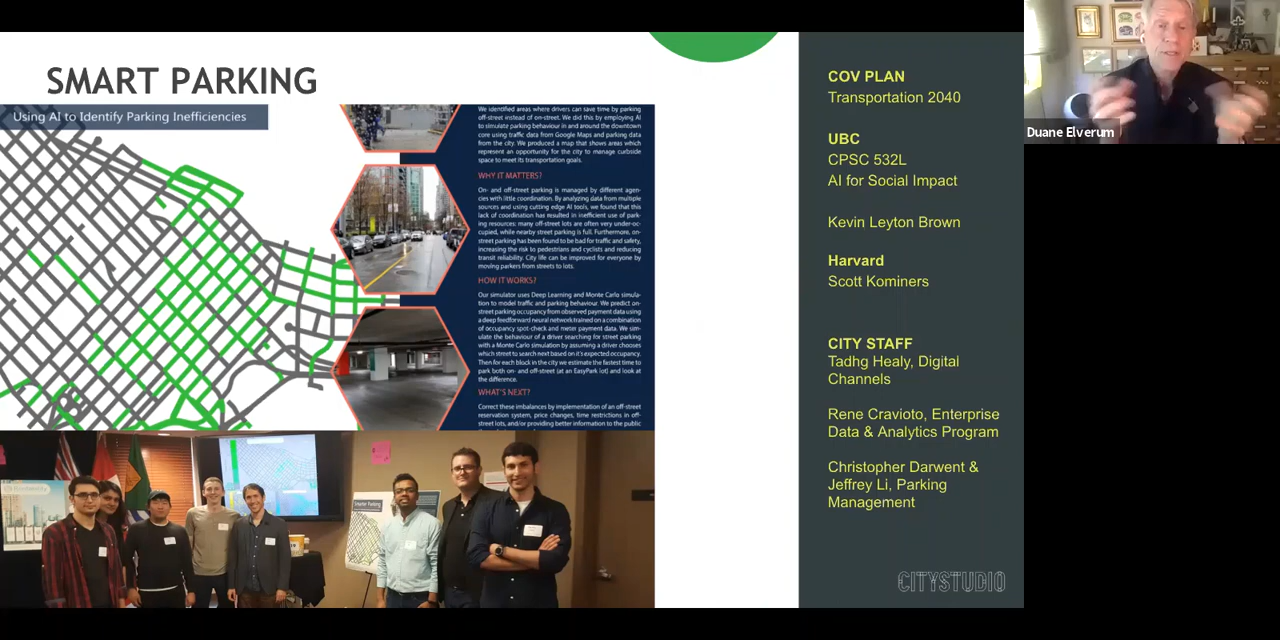 SMART PARKING
Using AI to Identify Parking Inefficiencies
We identified areas where drivers can save time by parking
off-street instead of on-street. We did this by employing AI
to simulate parking behaviour in and around the downtown
core using traffic data from Google Maps and parking data
from the city. We produced a map that shows areas which
represent an opportunity for the city to manage curbside
space to meet its transportation goals.
WHY IT MATTERS?
On- and off-street parking is managed by different agen-
cies with little coordination. By analyzing data from multiple
sources and using cutting edge AI tools, we found that this
lack of coordination has resulted in inefficient use of park-
ing resources: many off-street lots are often very under-oc-
cupied, while nearby street parking is full. Furthermore, on-
street parking has been found to be bad for traffic and safety,
increasing the risk to pedestrians and cyclists and reducing
transit reliability. City life can be improved for everyone by
moving parkers from streets to lots.
HOW IT WORKS?
Our simulator uses Deep Learning and Monte Carlo simula-
tion to model traffic and parking behaviour. We predict on-
street parking occupancy from observed payment data using
a deep feedforward neural network trained on a combination
of occupancy spot-check and meter payment data. We sim-
ulate the behaviour of a driver searching for street parking
with a Monte Carlo simulation by assuming a driver chooses
which street to search next based on it's expected occupancy.
Then for each block in the city we estimate the fastest time to
park both on- and off-street (at an EasyPark lot) and look at
the difference.
WHAT'S NEXT?
Correct these imbalances by implementation of an off-street
reservation system, price changes, time restrictions in off-
street lots, and/or providing better information to the public
COV PLAN
Transportation 2040
UBC
CPSC 532L
AI for Social Impact
Kevin Leyton Brown
Harvard
Scott Kominers
CITY STAFF
Tadhg Healy, Digital
Channels
Rene Cravioto, Enterprise
Data & Analytics Program
Christopher Darwent &
Jeffrey Li, Parking
Management
CITYSTUDIO
Duane Elverum